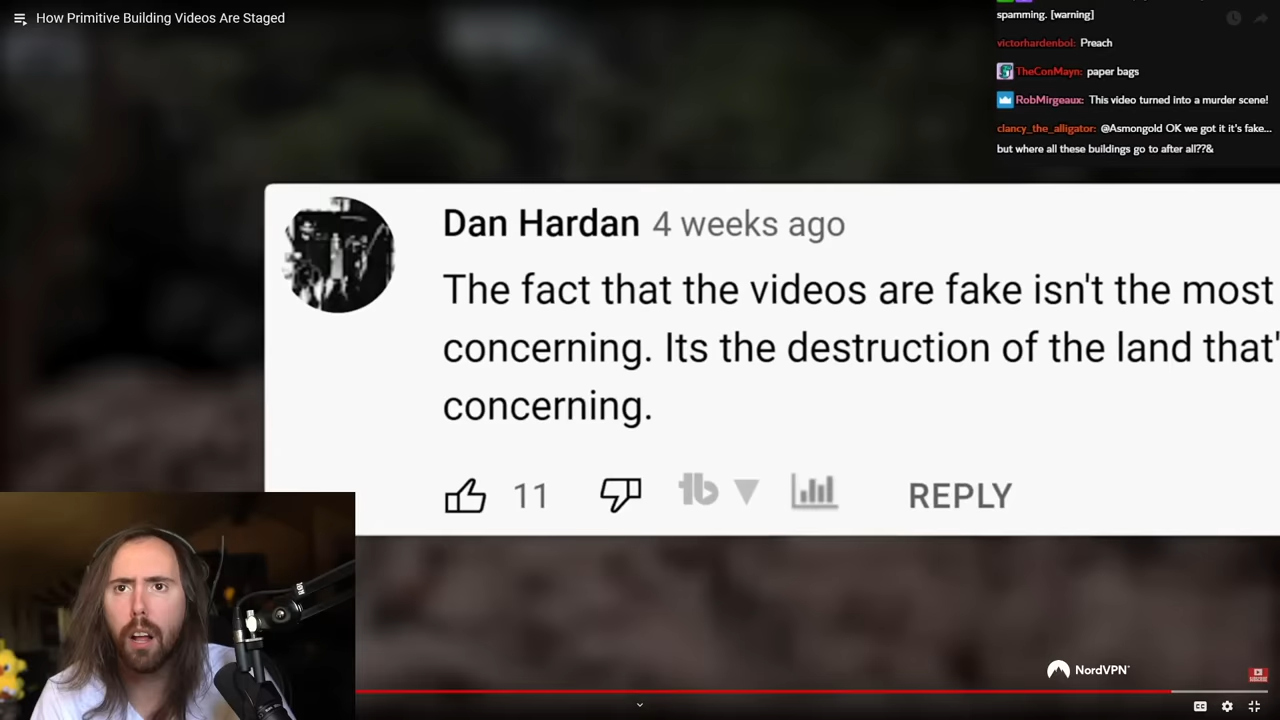 How Primitive Building Videos Are Staged
spamming. [warning]
victorhardenbol: Preach
TheConMayn: paper bags
RobMirgeaux: This video turned into a murder scene!
clancy_the_alligator: @Asmongold OK we got it it's fake...
but where all these buildings go to after all??&
Dan Hardan 4 weeks ago
The fact that the videos are fake isn't the most
concerning. Its the destruction of the land that'
concerning.
11
REPLY
NordVPN
SUBSCRIBE
CC